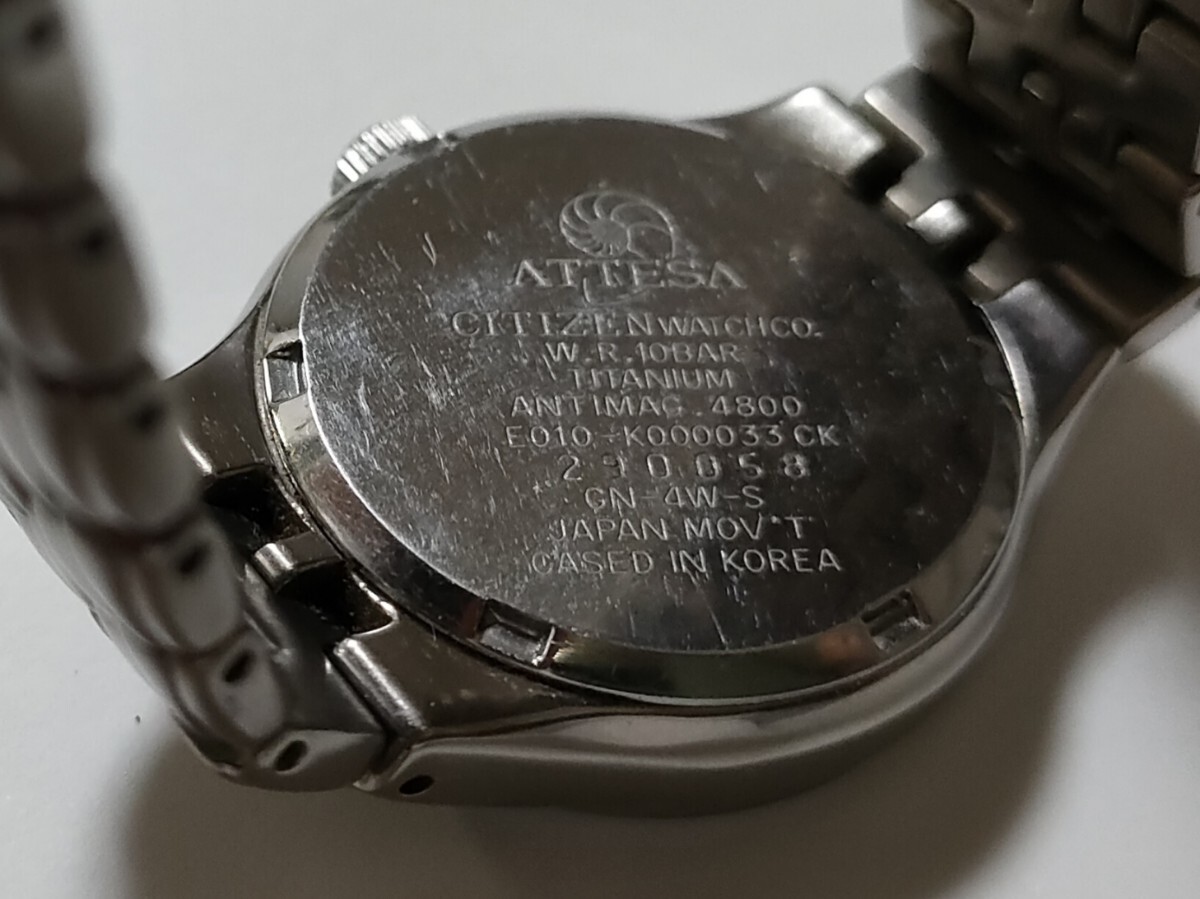 ATTESA
CITIZEN WATCH CO.
W.R.10BAR
TITANIUM
ANTIMAG.4800
E010-K000033 CK
290058
GN-4W-S
JAPAN MOV'T
CASED IN KOREA